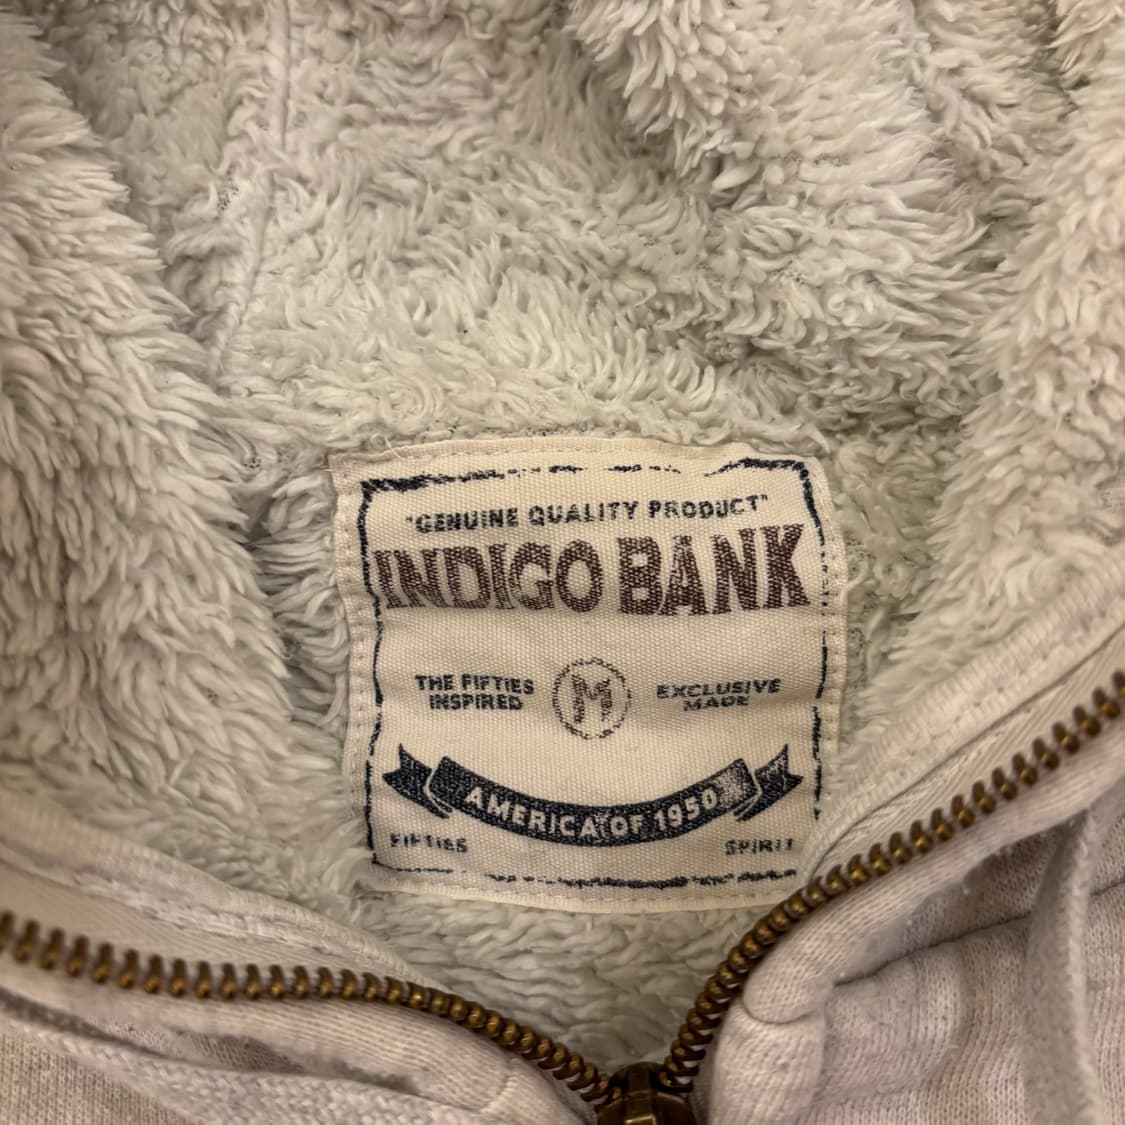 "GENUINE QUALITY PRODUCT"
INDIGO BANK
THE FIFTIES
INSPIRED
M
EXCLUSIVE
MADE
AMERICA OF 1950
FIFTIES
SPIRIT